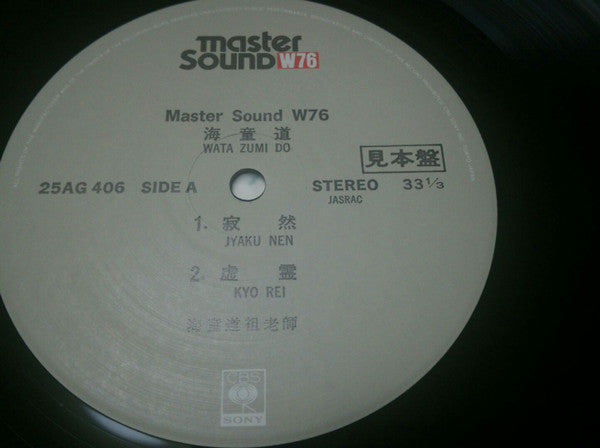 master
SOUND W76
Master Sound W76
海童道
WATA ZUMI DO
見本盤
25AG 406 SIDE A
STEREO 33 1/3
JASRAC
1. 寂然
JYAKU NEN
2. 虚霊
KYO REI
海童道祖老師
CBS
SONY